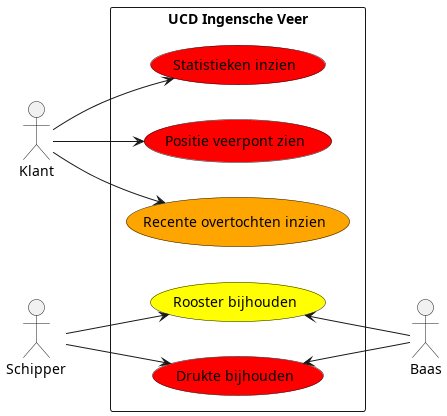 UCD Ingensche Veer
Statistieken inzien
Positie veerpont zien
Klant
Recente overtochten inzien
Rooster bijhouden
Schipper
Baas
Drukte bijhouden